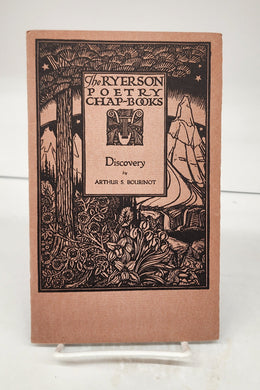 The RYERSON
POETRY
CHAP-BOOKS
Discovery
by
ARTHUR S. BOURINOT